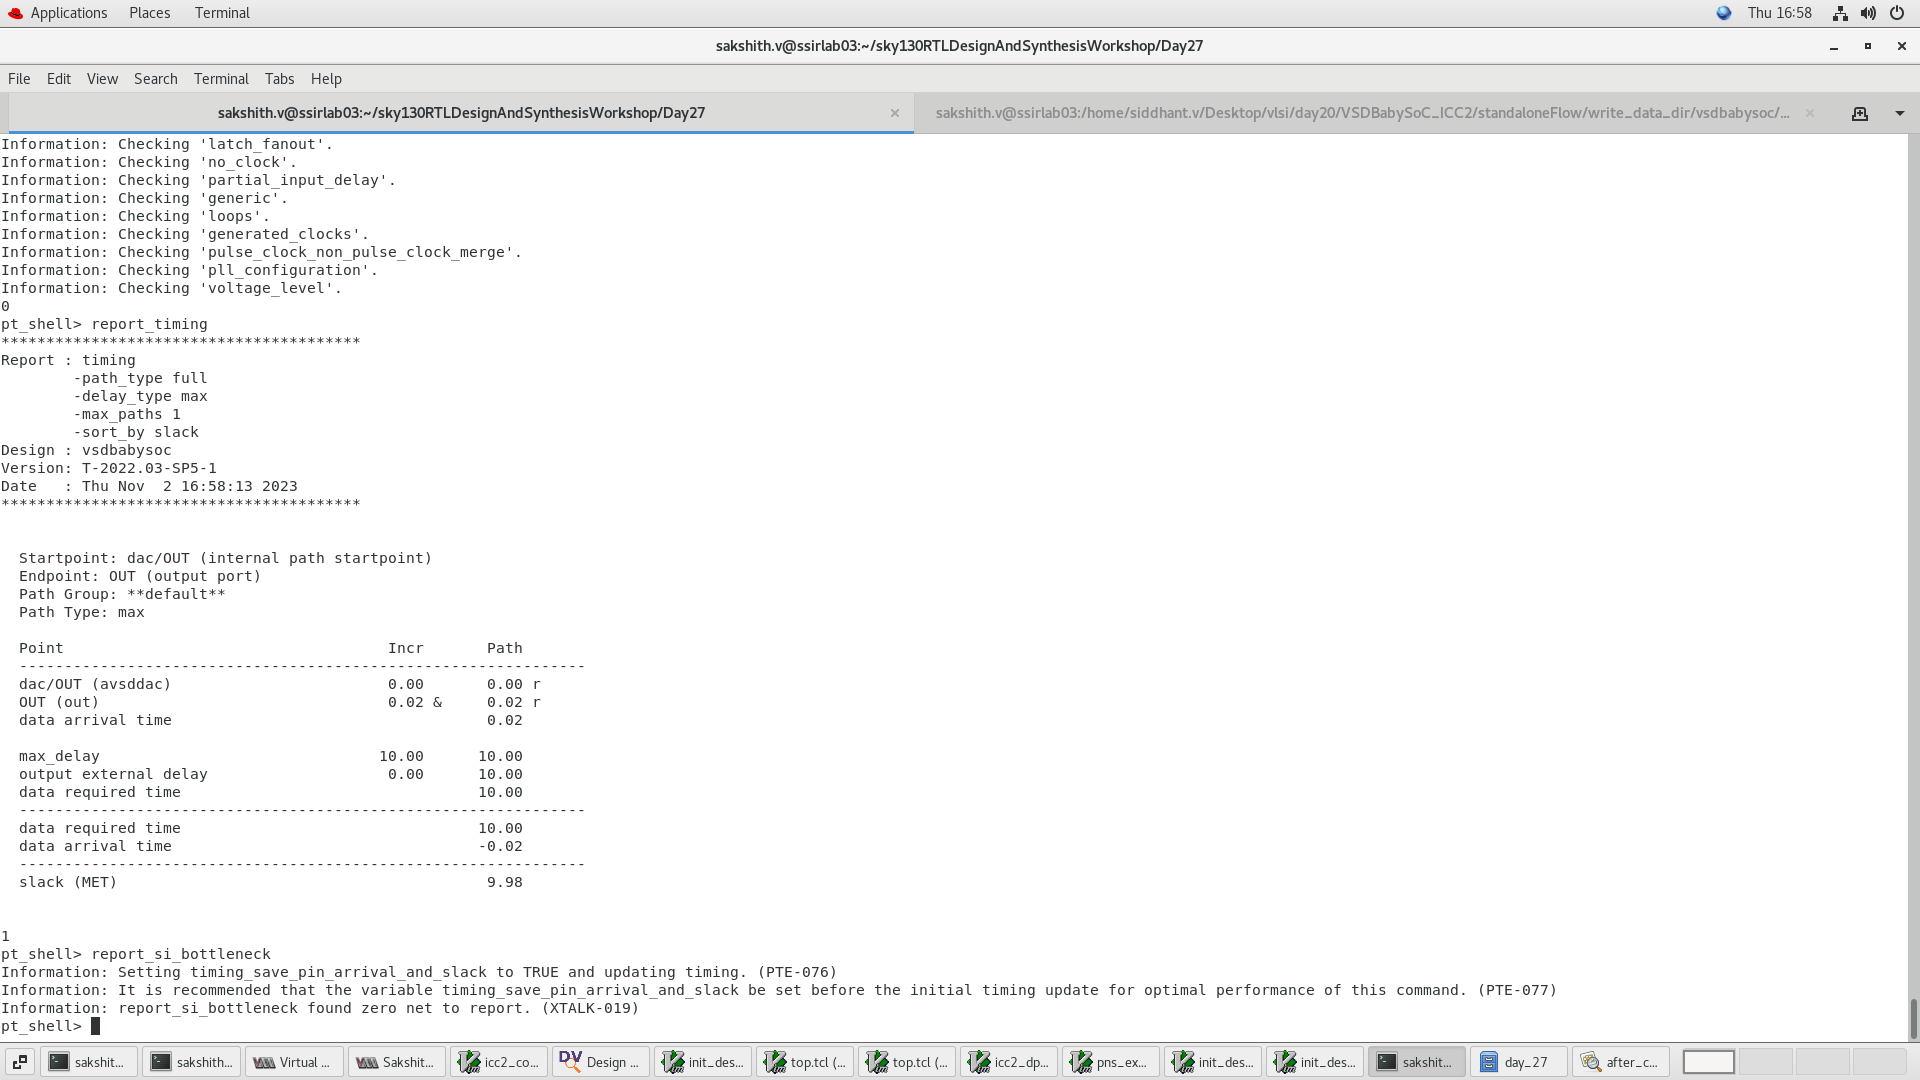 Applications Places Terminal Thu 16:58
sakshith.v@ssirlab03:~/sky130RTLDesignAndSynthesisWorkshop/Day27
File Edit View Search Terminal Tabs Help
sakshith.v@ssirlab03:~/sky130RTLDesignAndSynthesisWorkshop/Day27 × sakshith.v@ssirlab03:/home/siddhant.v/Desktop/vlsi/day20/VSDBabySoC_ICC2/standaloneFlow/write_data_dir/vsdbabysoc/... ×
Information: Checking 'latch_fanout'.
Information: Checking 'no_clock'.
Information: Checking 'partial_input_delay'.
Information: Checking 'generic'.
Information: Checking 'loops'.
Information: Checking 'generated_clocks'.
Information: Checking 'pulse_clock_non_pulse_clock_merge'.
Information: Checking 'pll_configuration'.
Information: Checking 'voltage_level'.
0
pt_shell> report_timing
****************************************
Report : timing
        -path_type full
        -delay_type max
        -max_paths 1
        -sort_by slack
Design : vsdbabysoc
Version: T-2022.03-SP5-1
Date   : Thu Nov  2 16:58:13 2023
****************************************
  Startpoint: dac/OUT (internal path startpoint)
  Endpoint: OUT (output port)
  Path Group: **default**
  Path Type: max
  Point                                    Incr       Path
  ---------------------------------------------------------------
  dac/OUT (avsddac)                        0.00       0.00 r
  OUT (out)                                0.02 &     0.02 r
  data arrival time                                   0.02
  max_delay                               10.00      10.00
  output external delay                    0.00      10.00
  data required time                                 10.00
  ---------------------------------------------------------------
  data required time                                 10.00
  data arrival time                                  -0.02
  ---------------------------------------------------------------
  slack (MET)                                         9.98
1
pt_shell> report_si_bottleneck
Information: Setting timing_save_pin_arrival_and_slack to TRUE and updating timing. (PTE-076)
Information: It is recommended that the variable timing_save_pin_arrival_and_slack be set before the initial timing update for optimal performance of this command. (PTE-077)
Information: report_si_bottleneck found zero net to report. (XTALK-019)
pt_shell>
sakshit... sakshith... Virtual ... Sakshit... icc2_co... Design ... init_des... top.tcl (... top.tcl (... icc2_dp... pns_ex... init_des... init_des... sakshit... day_27 after_c...